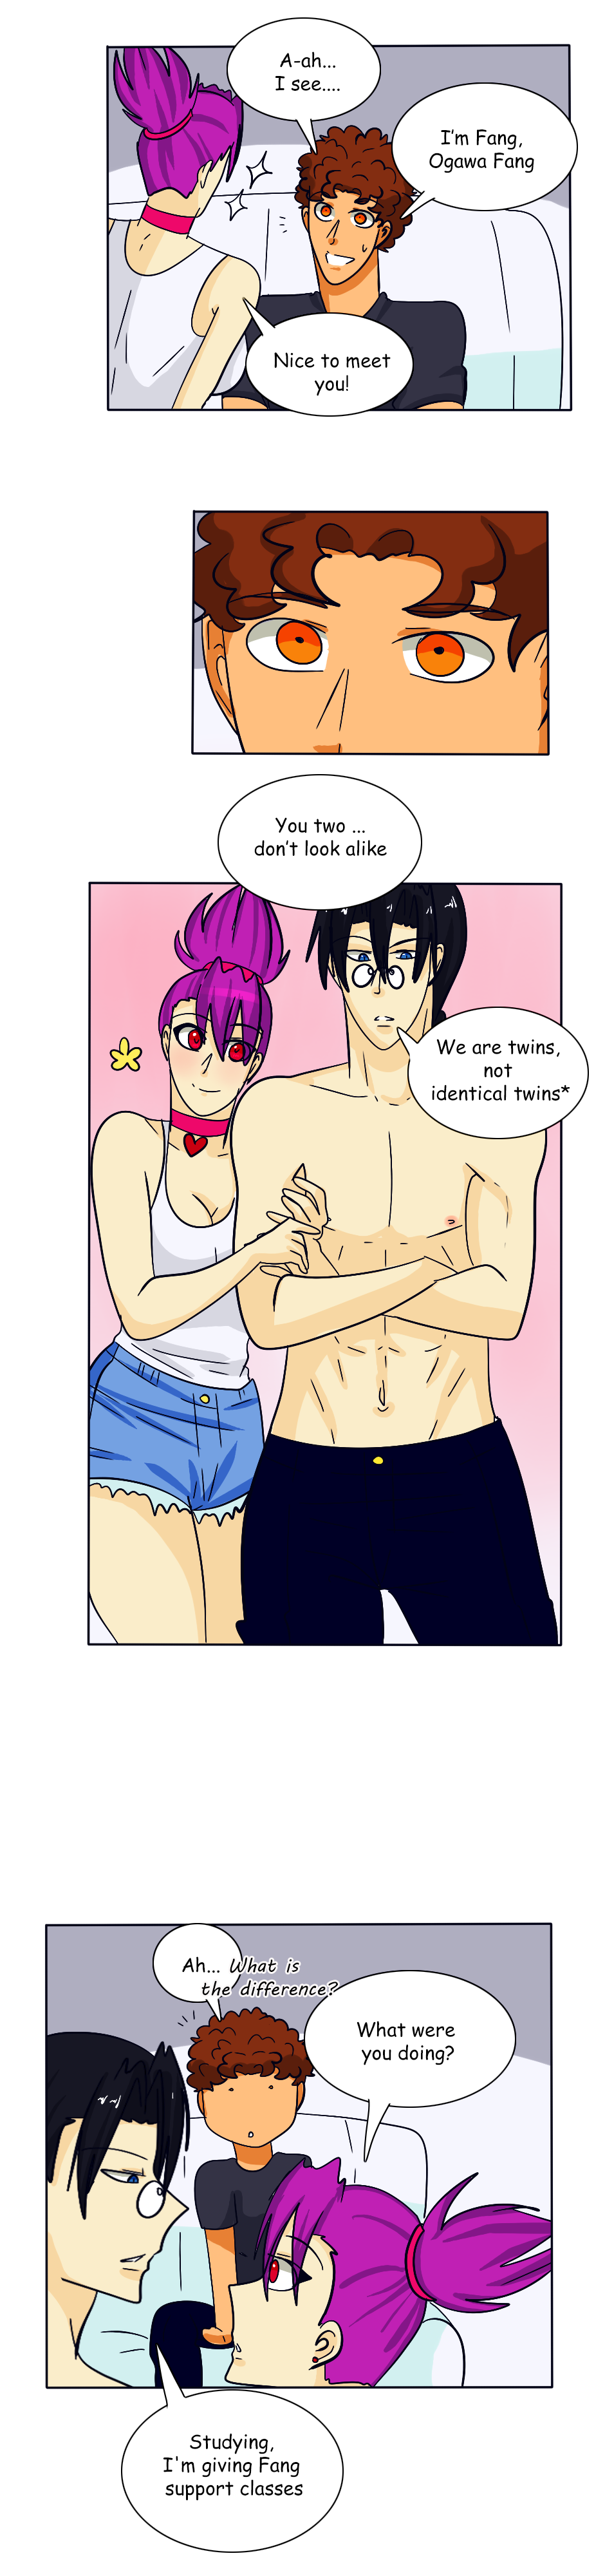 A-ah...
I see....
I'm Fang,
Ogawa Fang
Nice to meet
you!
You two ...
don't look alike
We are twins,
not
identical twins*
Ah... What is
the difference?
What were
you doing?
Studying,
I'm giving Fang
support classes